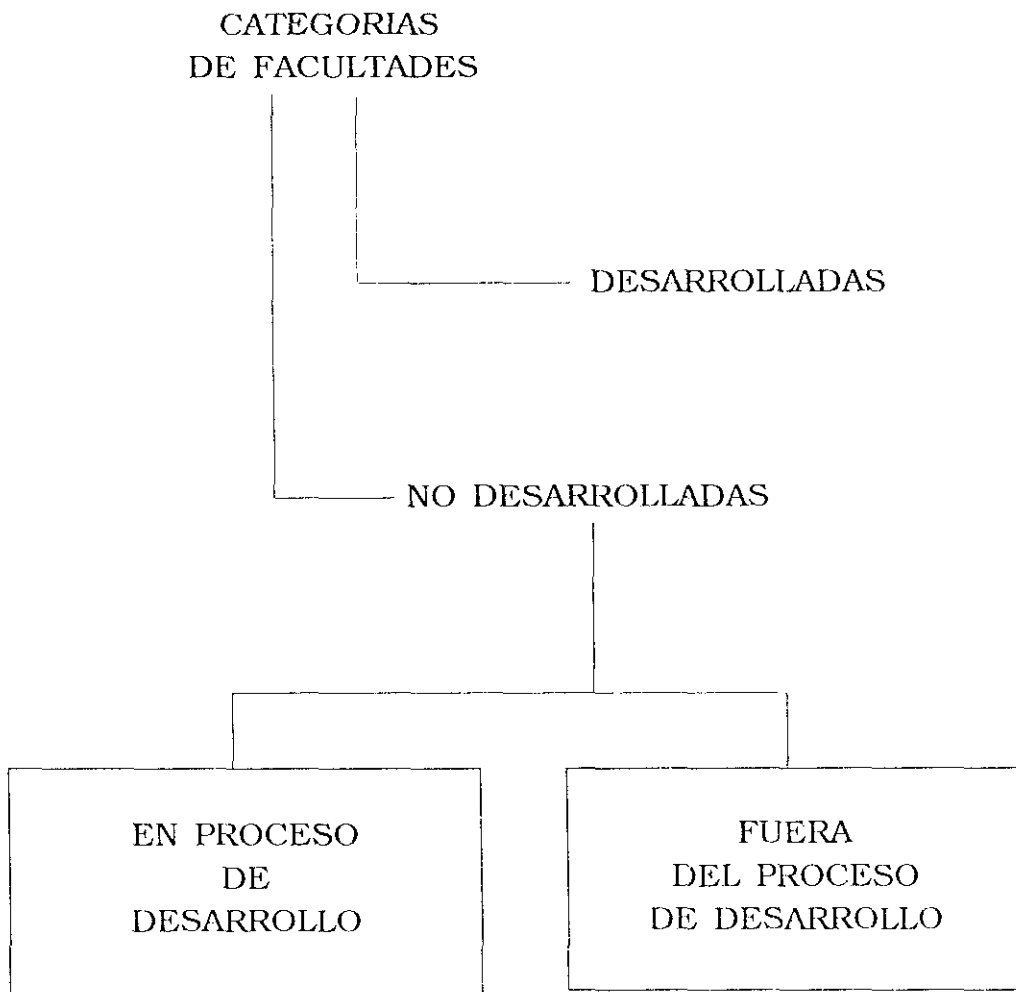 CATEGORIAS
DE FACULTADES
DESARROLLADAS
NO DESARROLLADAS
EN PROCESO
DE
DESARROLLO
FUERA
DEL PROCESO
DE DESARROLLO